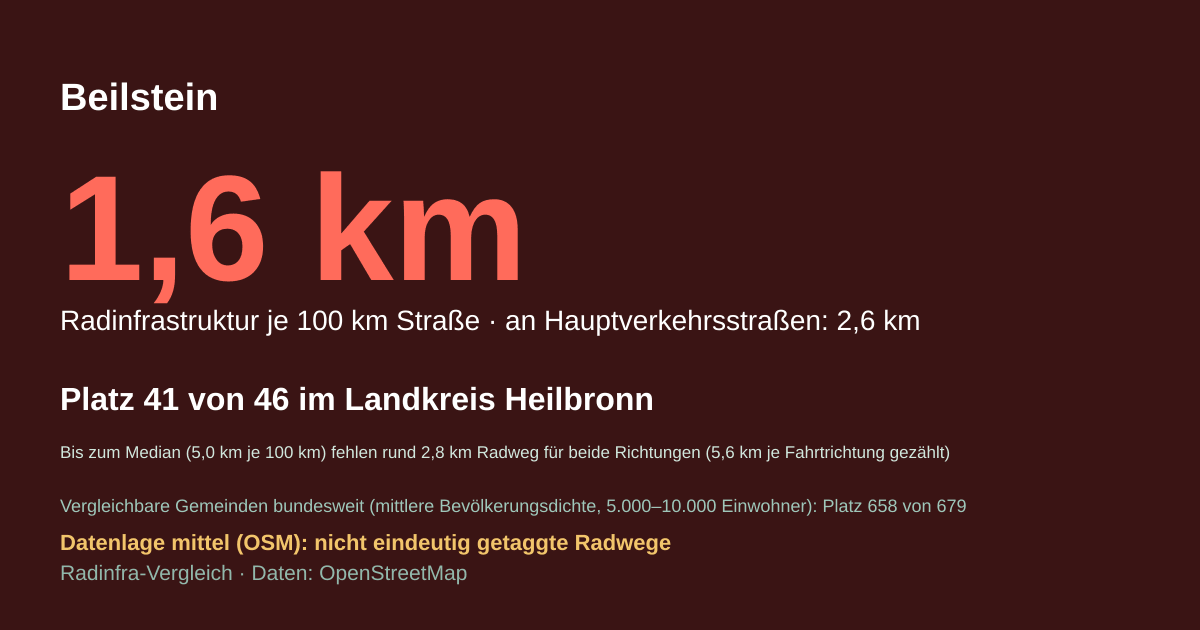 Beilstein
1,6 km
Radinfrastruktur je 100 km Straße · an Hauptverkehrsstraßen: 2,6 km
Platz 41 von 46 im Landkreis Heilbronn
Bis zum Median (5,0 km je 100 km) fehlen rund 2,8 km Radweg für beide Richtungen (5,6 km je Fahrtrichtung gezählt)
Vergleichbare Gemeinden bundesweit (mittlere Bevölkerungsdichte, 5.000–10.000 Einwohner): Platz 658 von 679
Datenlage mittel (OSM): nicht eindeutig getaggte Radwege
Radinfra-Vergleich · Daten: OpenStreetMap